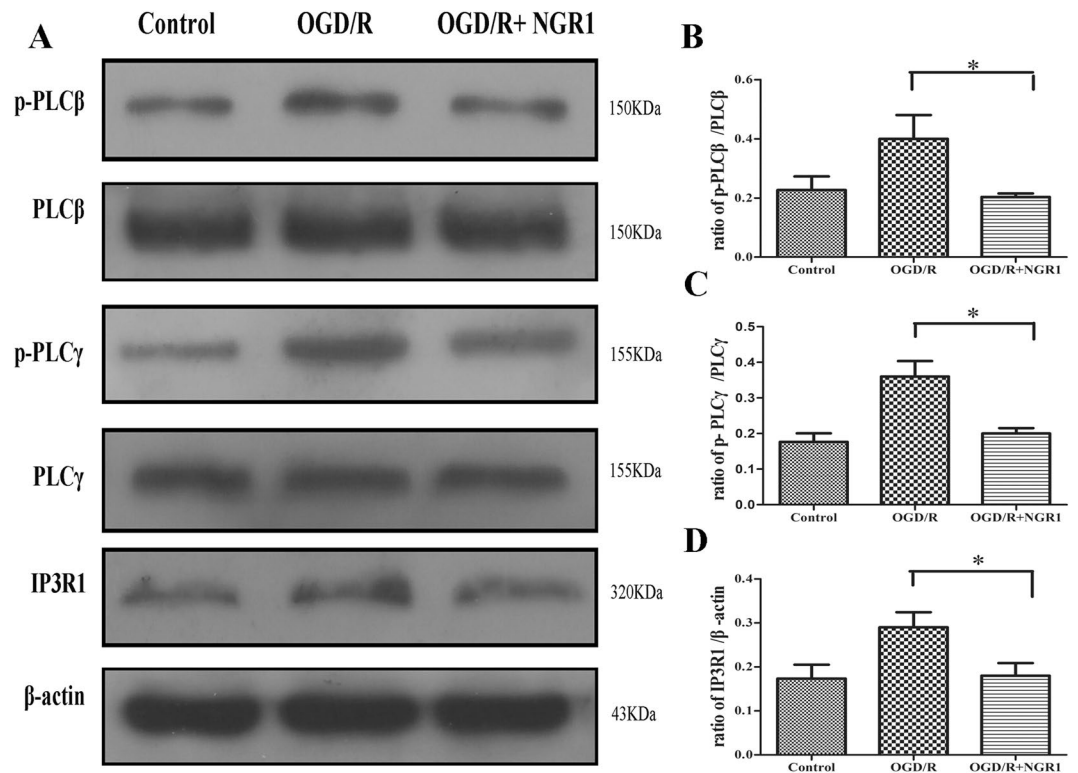 A
Control OGD/R OGD/R+ NGR1
p-PLCβ 150KDa
PLCβ 150KDa
p-PLCγ 155KDa
PLCγ 155KDa
IP3R1 320KDa
β-actin 43KDa
B
*
ratio of p-PLCβ /PLCβ
0.6
0.4
0.2
0.0
Control OGD/R OGD/R+NGR1
C
*
ratio of p- PLCγ /PLCγ
0.5
0.4
0.3
0.2
0.1
0.0
Control OGD/R OGD/R+NGR1
D
*
ratio of IP3R1 /β -actin
0.4
0.3
0.2
0.1
0.0
Control OGD/R OGD/R+NGR1